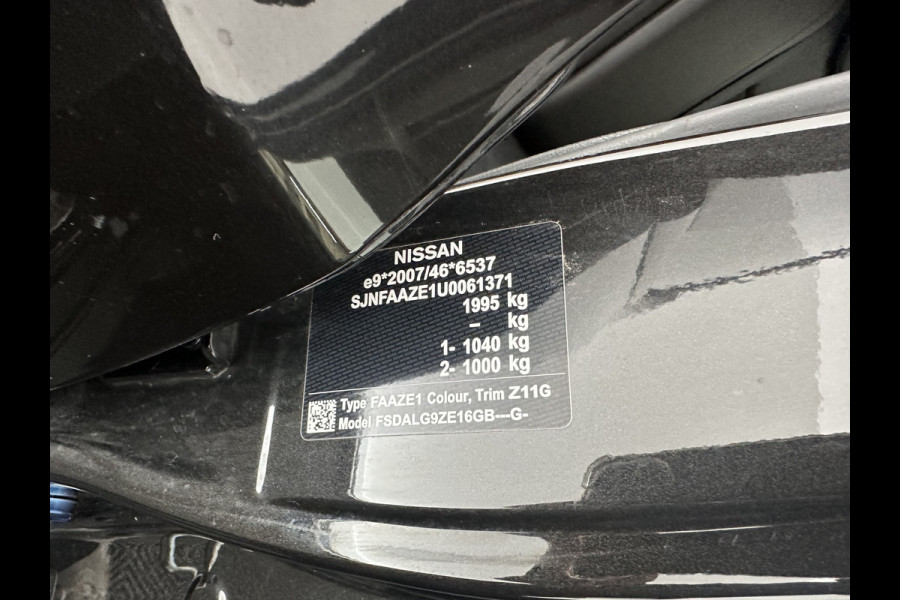 NISSAN
e9*2007/46*6537
SJNFAAZE1U0061371
1995 kg
– kg
1- 1040 kg
2- 1000 kg
Type FAAZE1 Colour, Trim Z11G
Model FSDALG9ZE16GB---G-